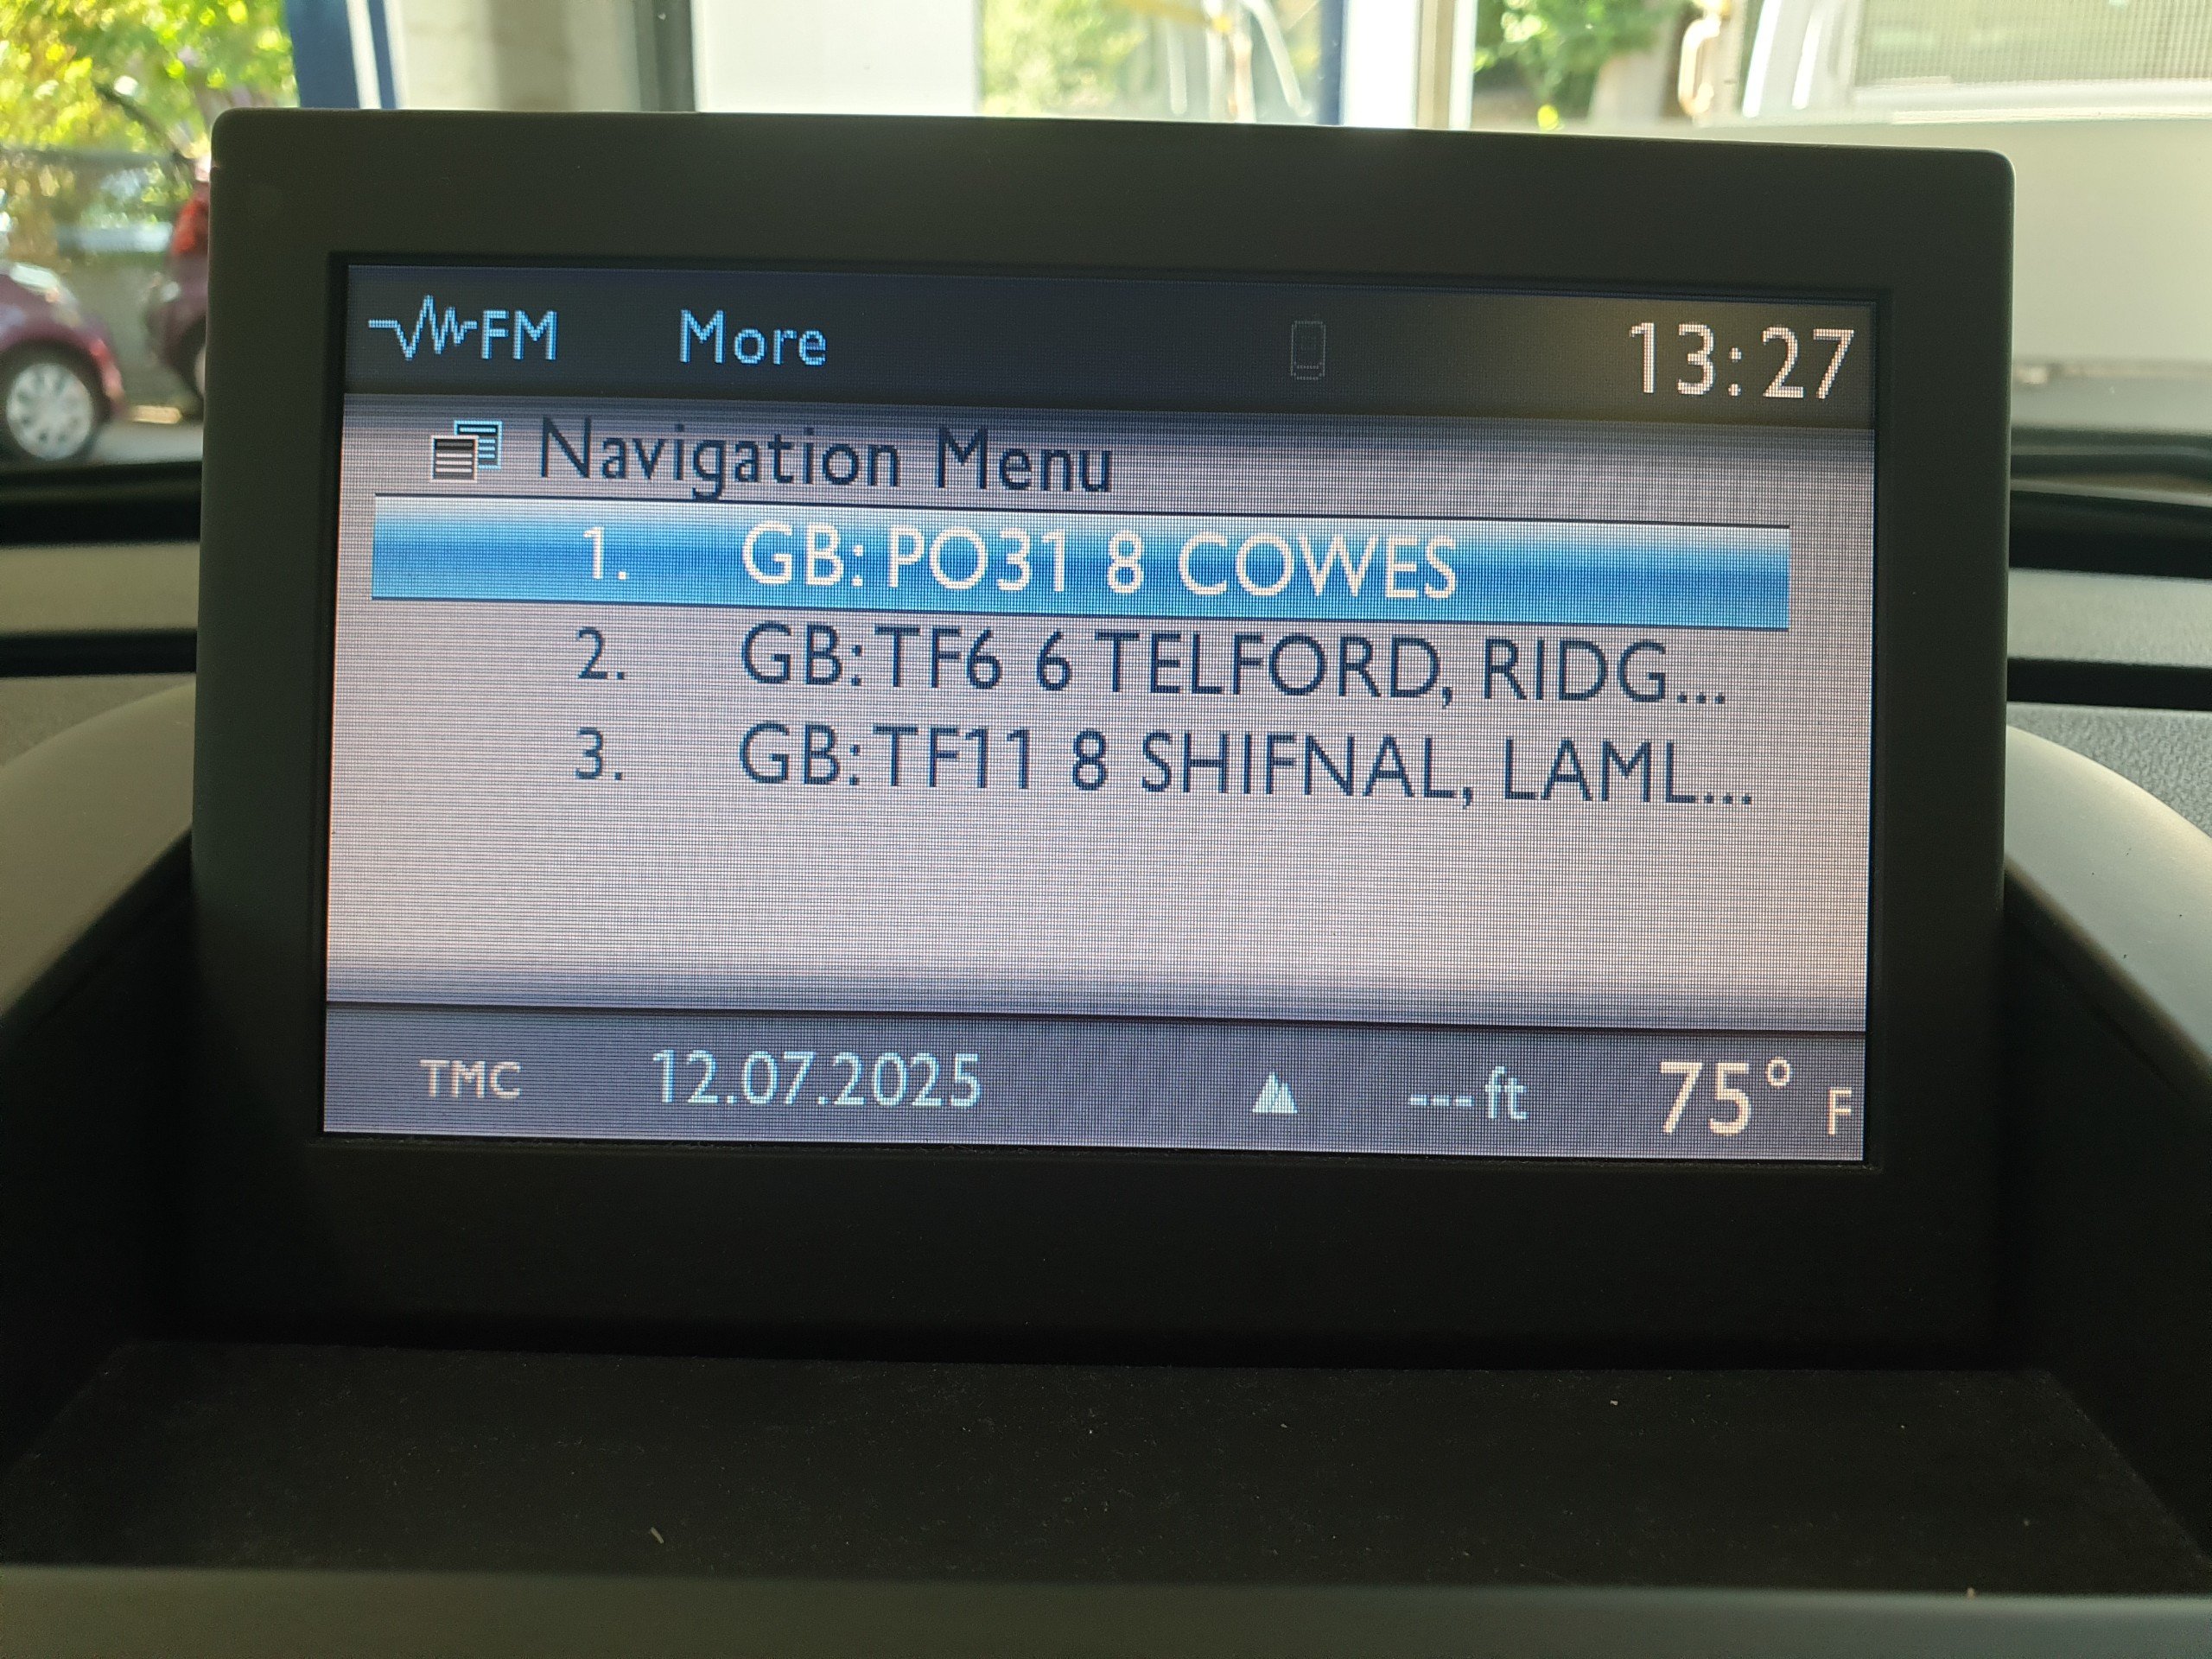 FM More 13:27
Navigation Menu
1. GB: PO31 8 COWES
2. GB: TF6 6 TELFORD, RIDG...
3. GB: TF11 8 SHIFNAL, LAML...
TMC 12.07.2025 ---ft 75° F